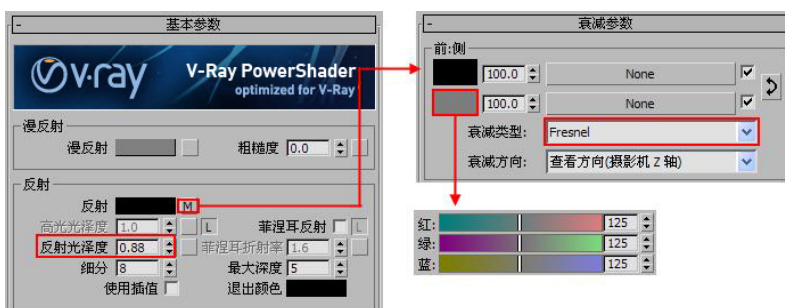 基本参数
V·ray
V-Ray PowerShader
optimized for V-Ray
漫反射
漫反射
粗糙度 0.0
反射
反射 M
高光光泽度 1.0 L 菲涅耳反射 L
反射光泽度 0.88 菲涅耳折射率 1.6
细分 8 最大深度 5
使用插值 退出颜色
衰减参数
前:侧
100.0 None
100.0 None
衰减类型: Fresnel
衰减方向: 查看方向(摄影机 Z 轴)
红: 125
绿: 125
蓝: 125